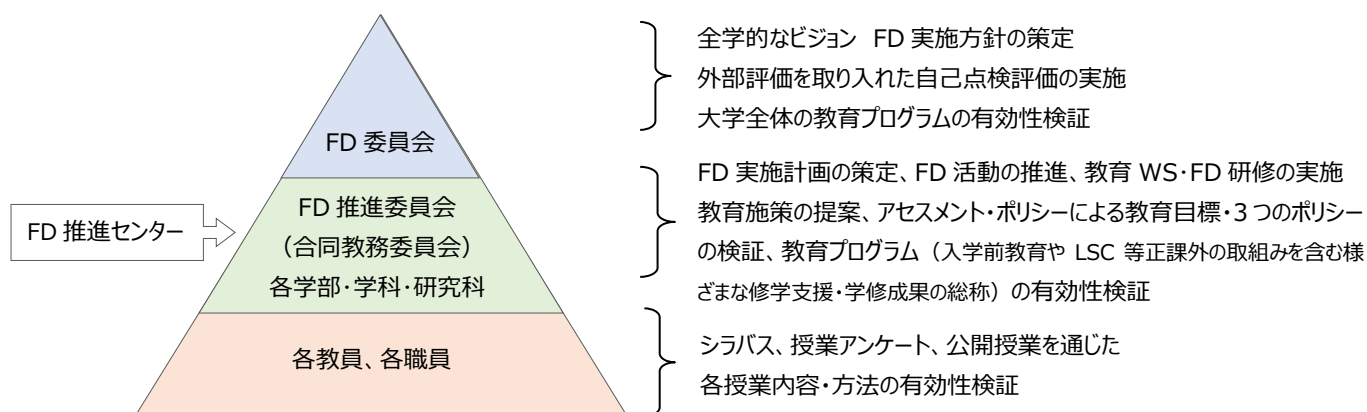 FD 委員会
全学的なビジョン FD 実施方針の策定
外部評価を取り入れた自己点検評価の実施
大学全体の教育プログラムの有効性検証
FD 推進センター
FD 推進委員会
（合同教務委員会）
各学部・学科・研究科
FD 実施計画の策定、FD 活動の推進、教育 WS・FD 研修の実施
教育施策の提案、アセスメント・ポリシーによる教育目標・3 つのポリシー
の検証、教育プログラム（入学前教育や LSC 等正課外の取組みを含む様
ざまな修学支援・学修成果の総称）の有効性検証
各教員、各職員
シラバス、授業アンケート、公開授業を通じた
各授業内容・方法の有効性検証